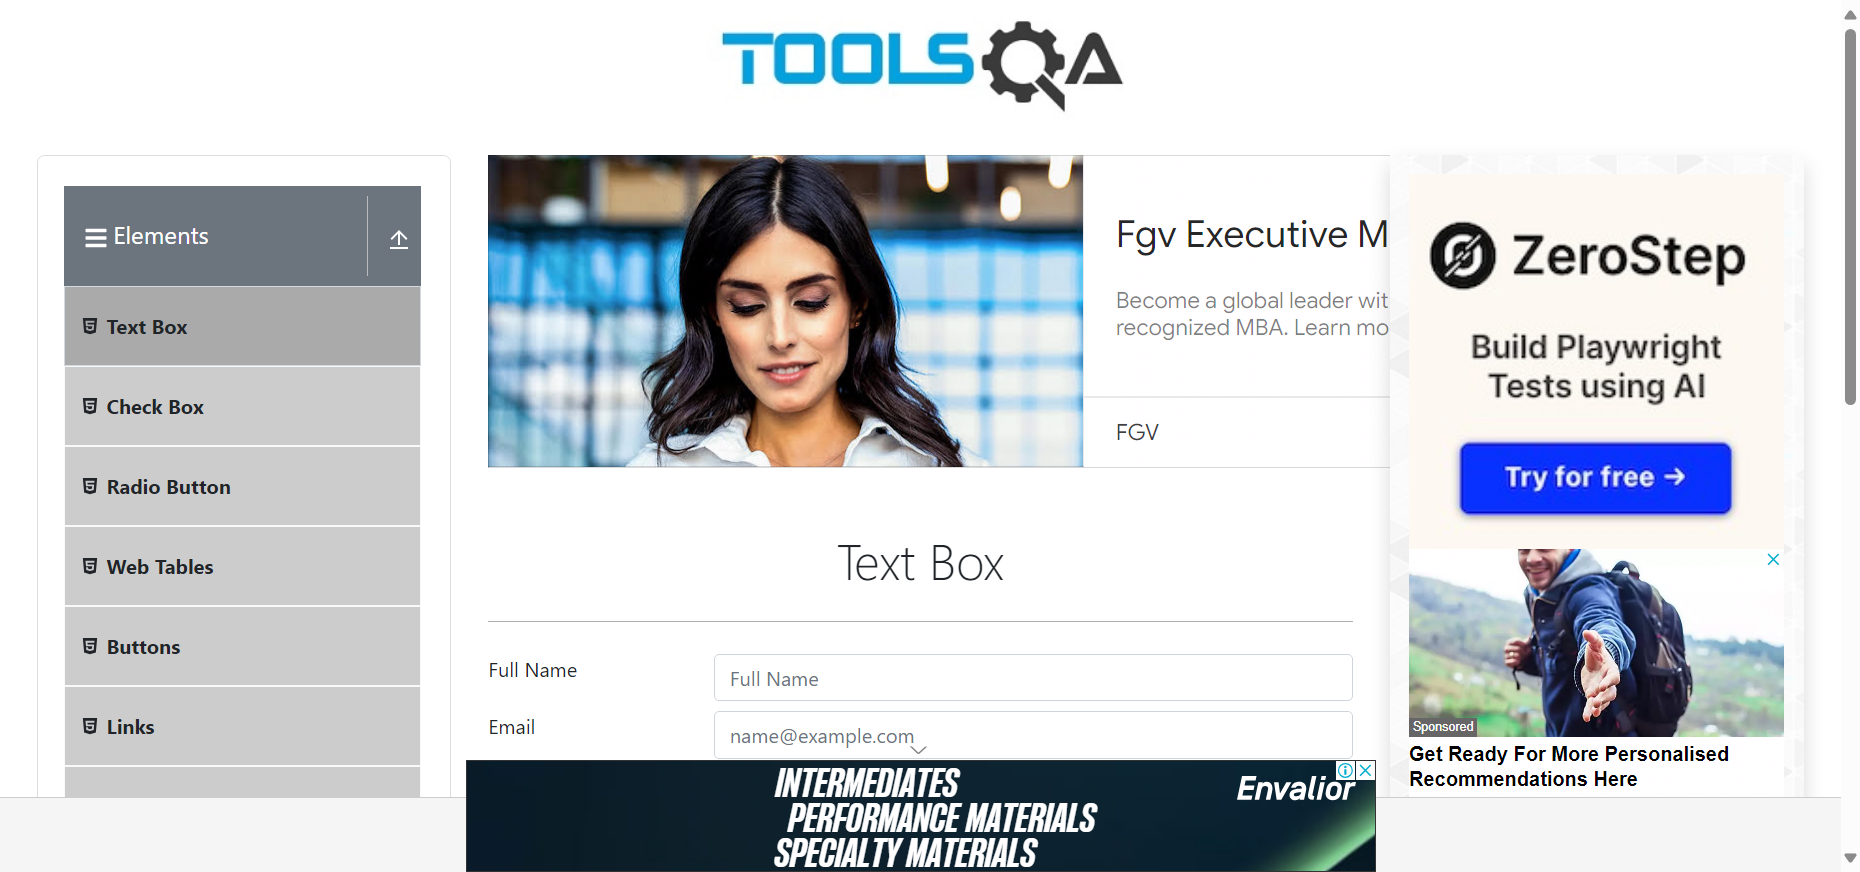 TOOLSQA
Elements
Text Box
Check Box
Radio Button
Web Tables
Buttons
Links
Fgv Executive M
Become a global leader wit
recognized MBA. Learn mo
FGV
Text Box
Full Name
Full Name
Email
name@example.com
ZeroStep
Build Playwright
Tests using AI
Try for free →
Sponsored
Get Ready For More Personalised
Recommendations Here
INTERMEDIATES
PERFORMANCE MATERIALS
SPECIALTY MATERIALS
Envalior